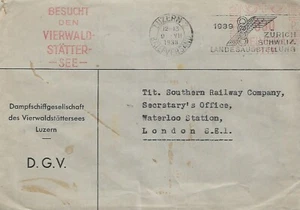 BESUCHT
DEN
VIERWALD-
STÄTTER-
-SEE-
LUZERN
1939
ZÜRICH
SCHWEIZ.
LANDESAUSSTELLUNG
Dampfschiffgesellschaft
des Vierwaldstättersees
Luzern
D.G.V.
Tit. Southern Railway Company,
Secrstary's Office,
Waterloo Station,
London S.E.1.